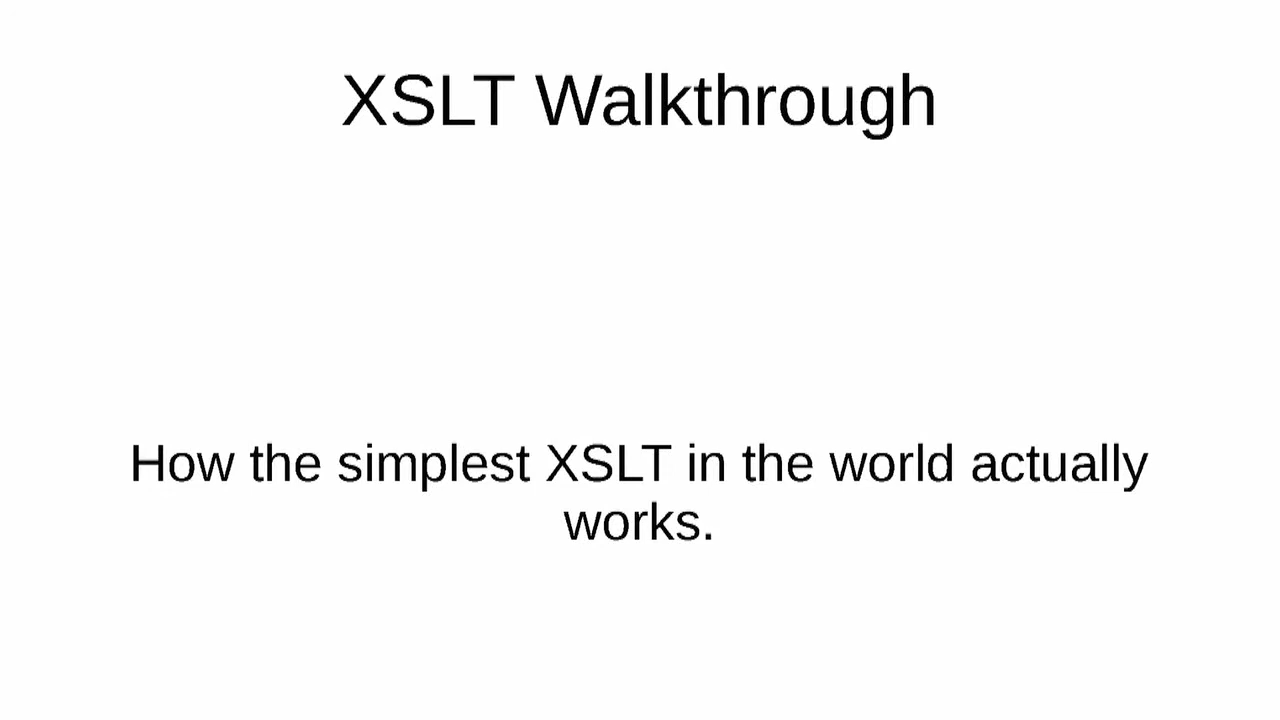 XSLT Walkthrough
How the simplest XSLT in the world actually
works.